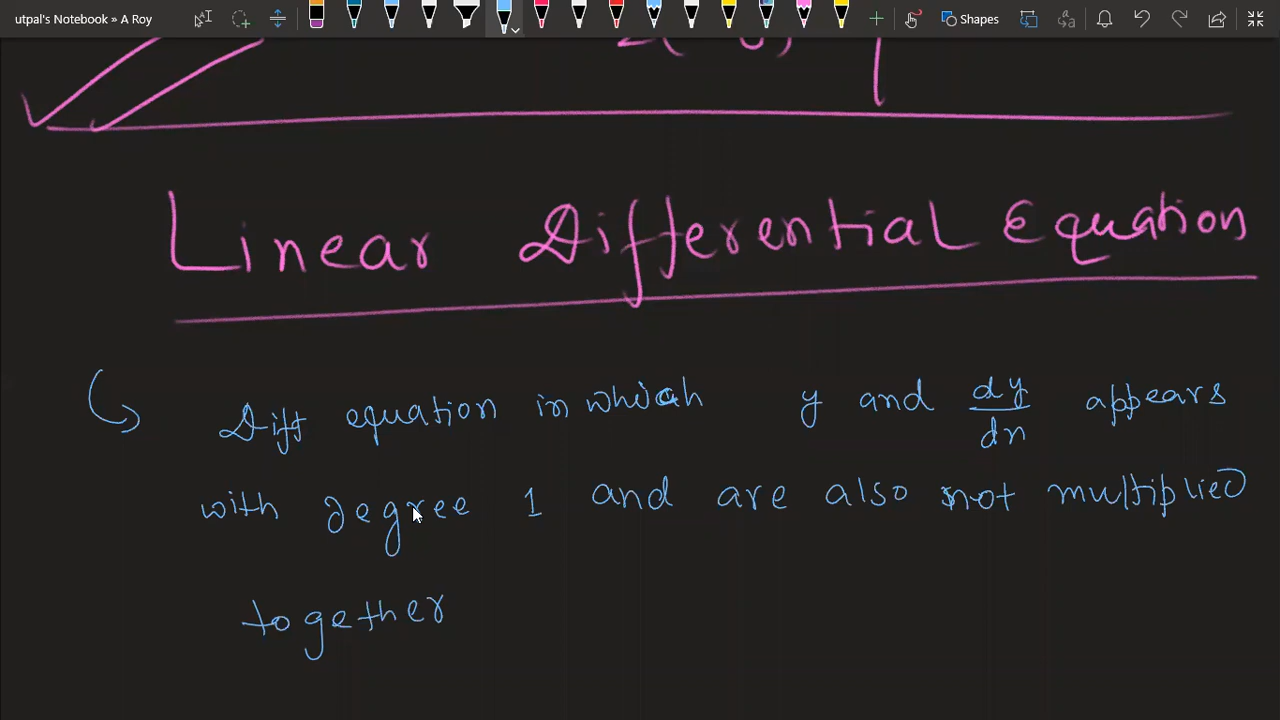 utpal's Notebook » A Roy
Shapes
Linear Differential Equation
Diff equation in which y and dy/dn appears
with degree 1 and are also not multiplied
together